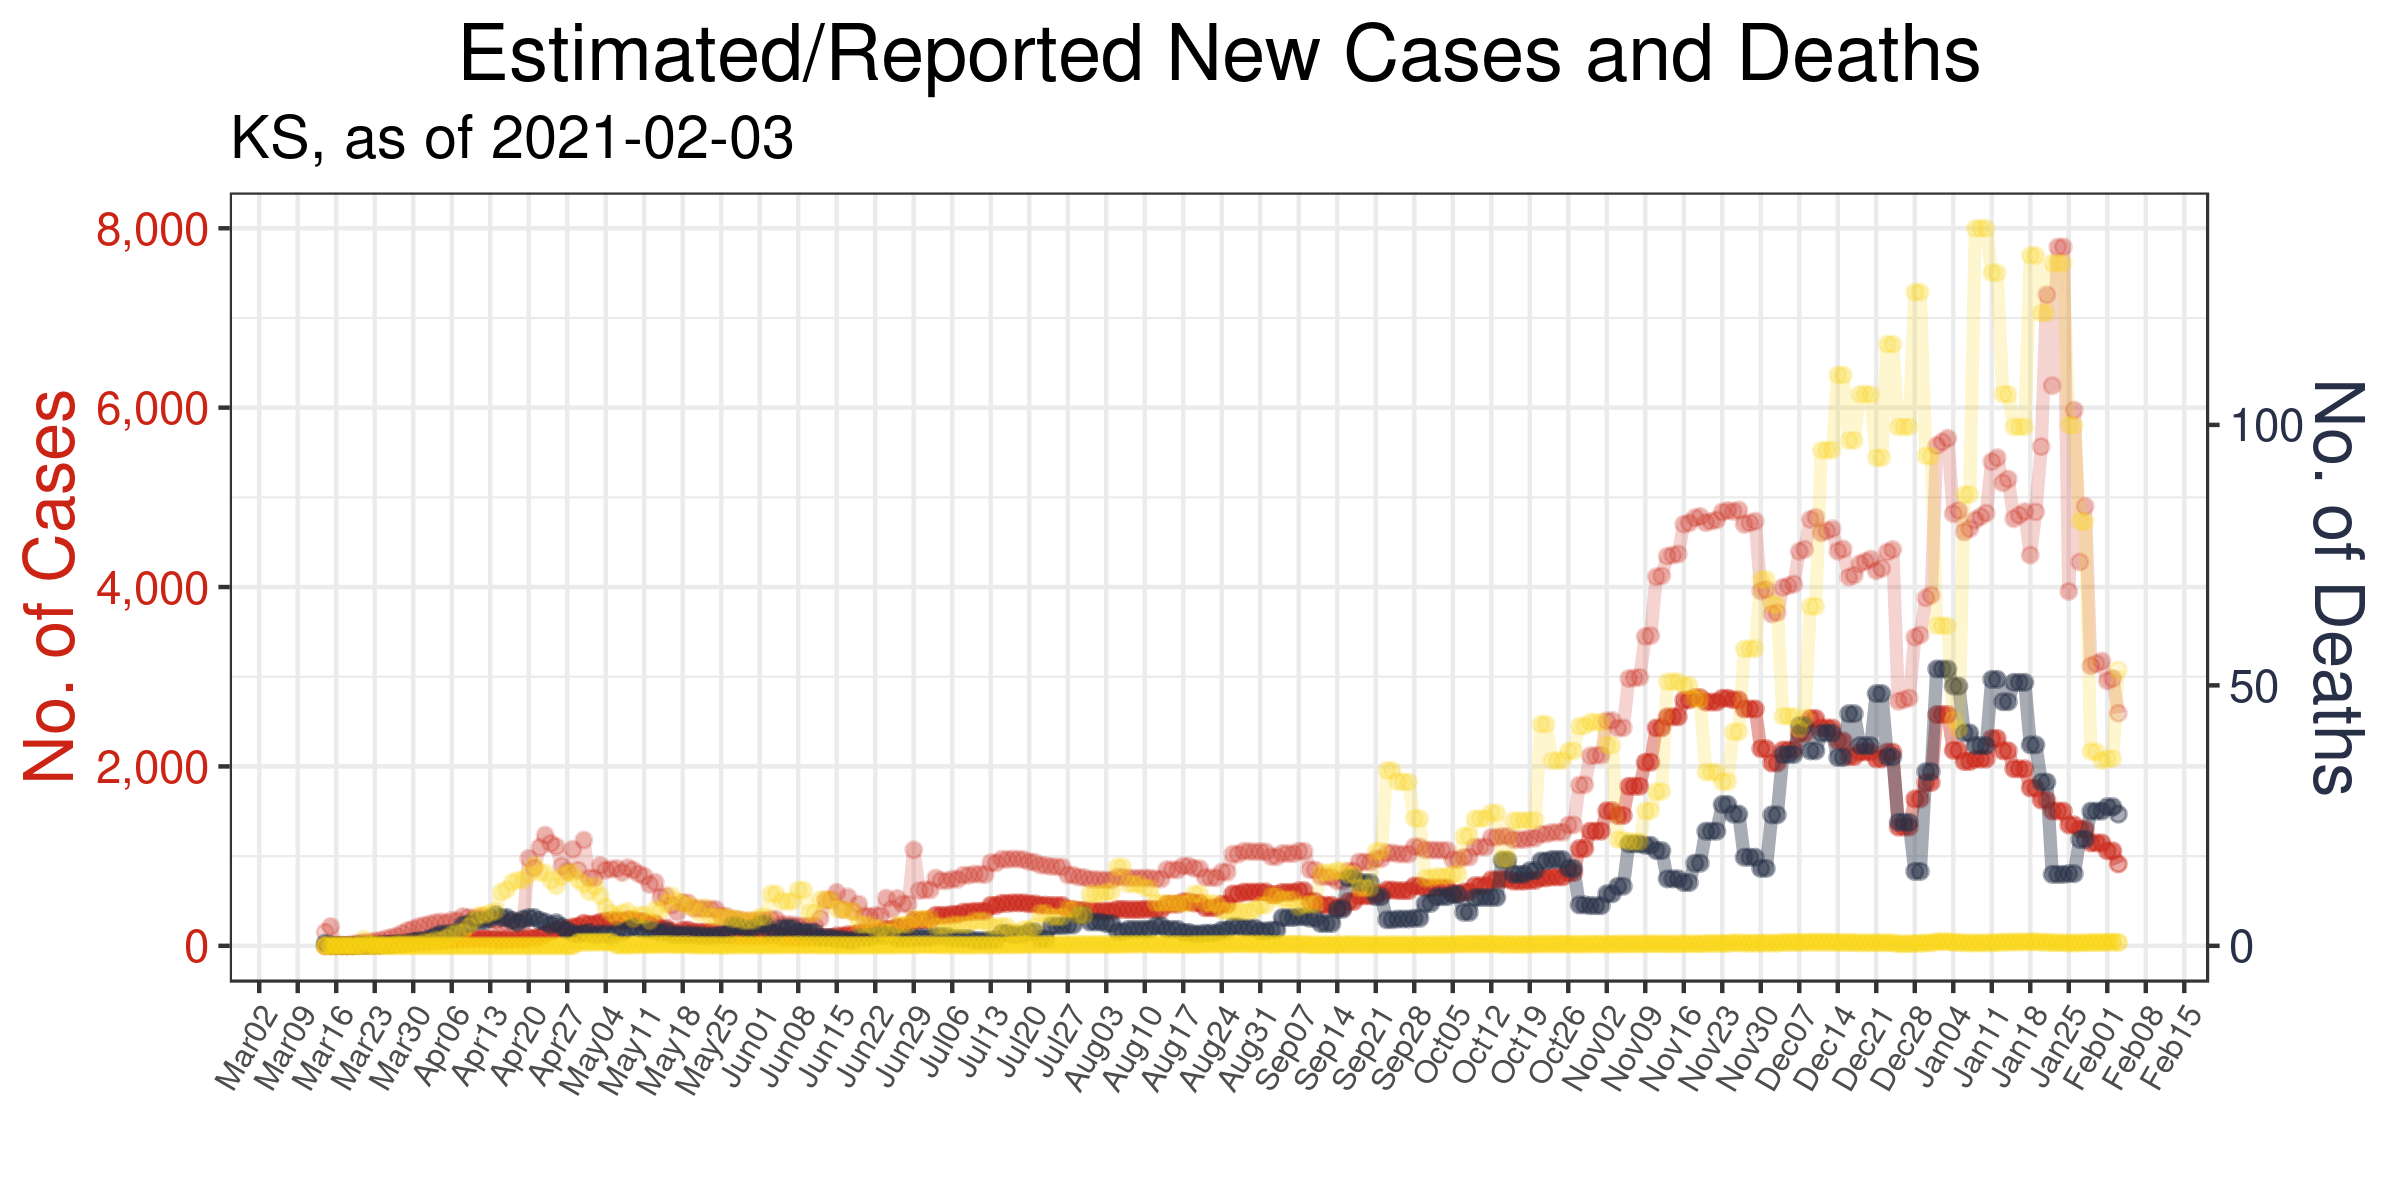 Estimated/Reported New Cases and Deaths
KS, as of 2021-02-03
No. of Cases
8,000
6,000
4,000
2,000
0
No. of Deaths
100
50
0
Mar02
Mar09
Mar16
Mar23
Mar30
Apr06
Apr13
Apr20
Apr27
May04
May11
May18
May25
Jun01
Jun08
Jun15
Jun22
Jun29
Jul06
Jul13
Jul20
Jul27
Aug03
Aug10
Aug17
Aug24
Aug31
Sep07
Sep14
Sep21
Sep28
Oct05
Oct12
Oct19
Oct26
Nov02
Nov09
Nov16
Nov23
Nov30
Dec07
Dec14
Dec21
Dec28
Jan04
Jan11
Jan18
Jan25
Feb01
Feb08
Feb15